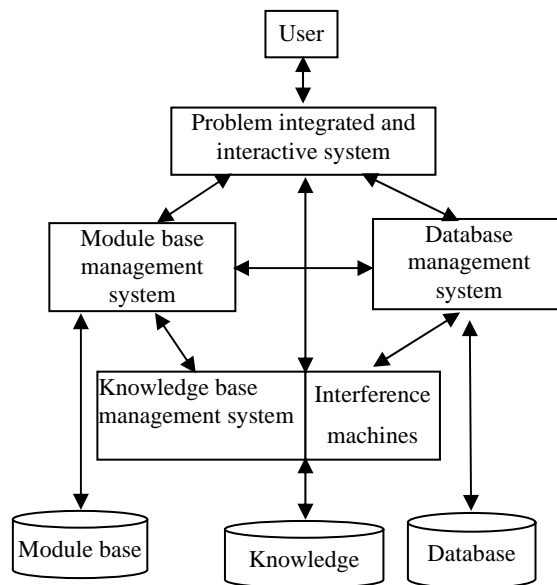 User
Problem integrated and
interactive system
Module base
management
system
Database
management
system
Knowledge base
management system
Interference
machines
Module base
Knowledge
Database